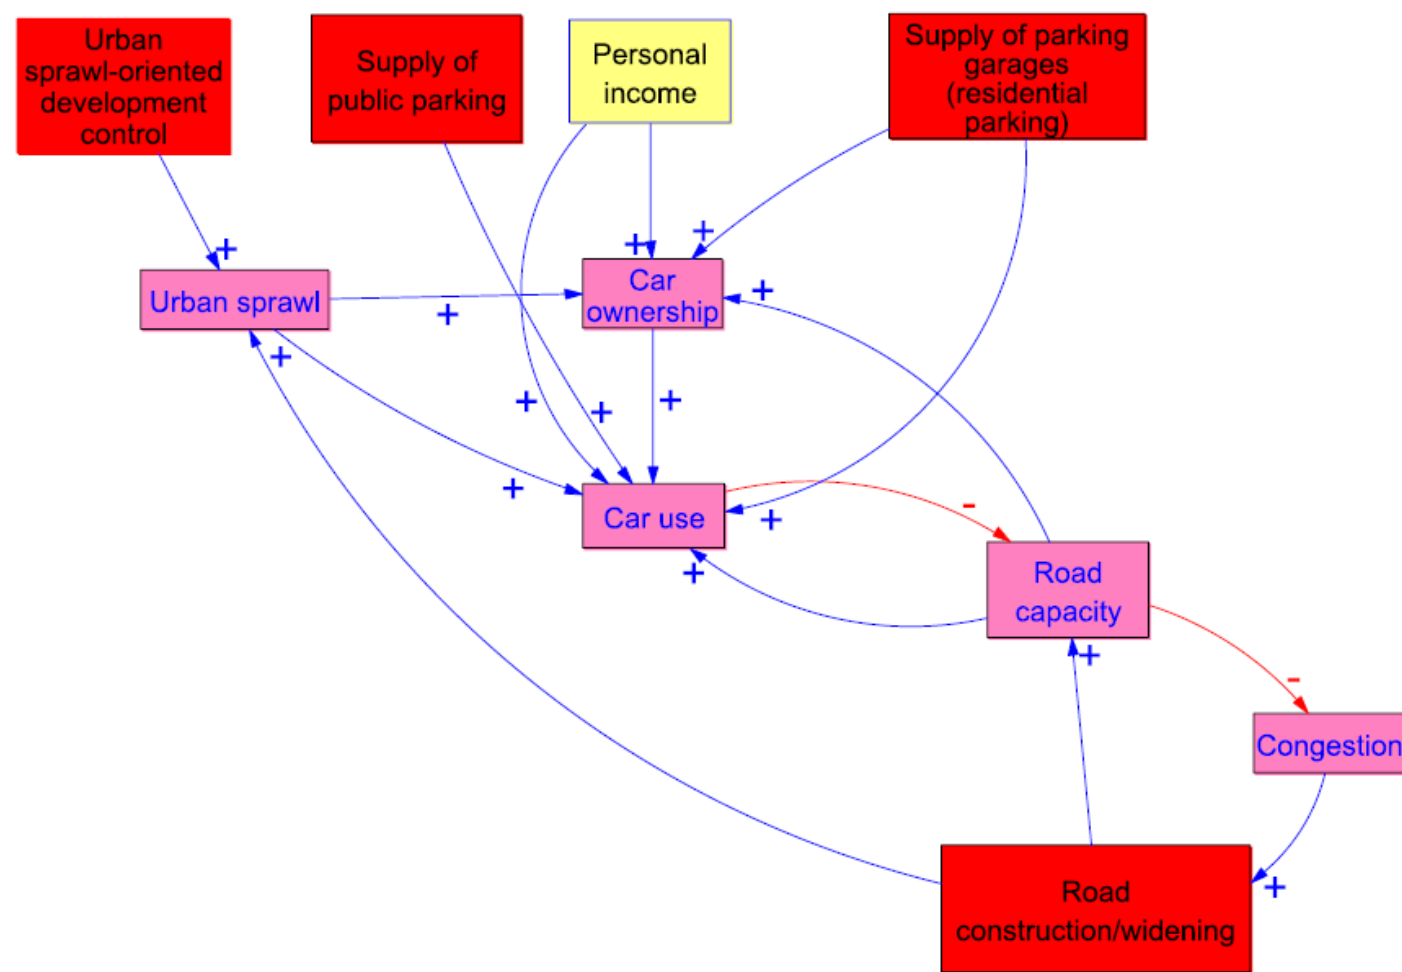 Urban
sprawl-oriented
development
control
Supply of
public parking
Personal
income
Supply of parking
garages
(residential
parking)
+
+
+
Urban sprawl
+
Car
ownership
+
+
+
+
+
+
+
Car use
-
+
+
Road
capacity
+
-
Congestion
+
Road
construction/widening